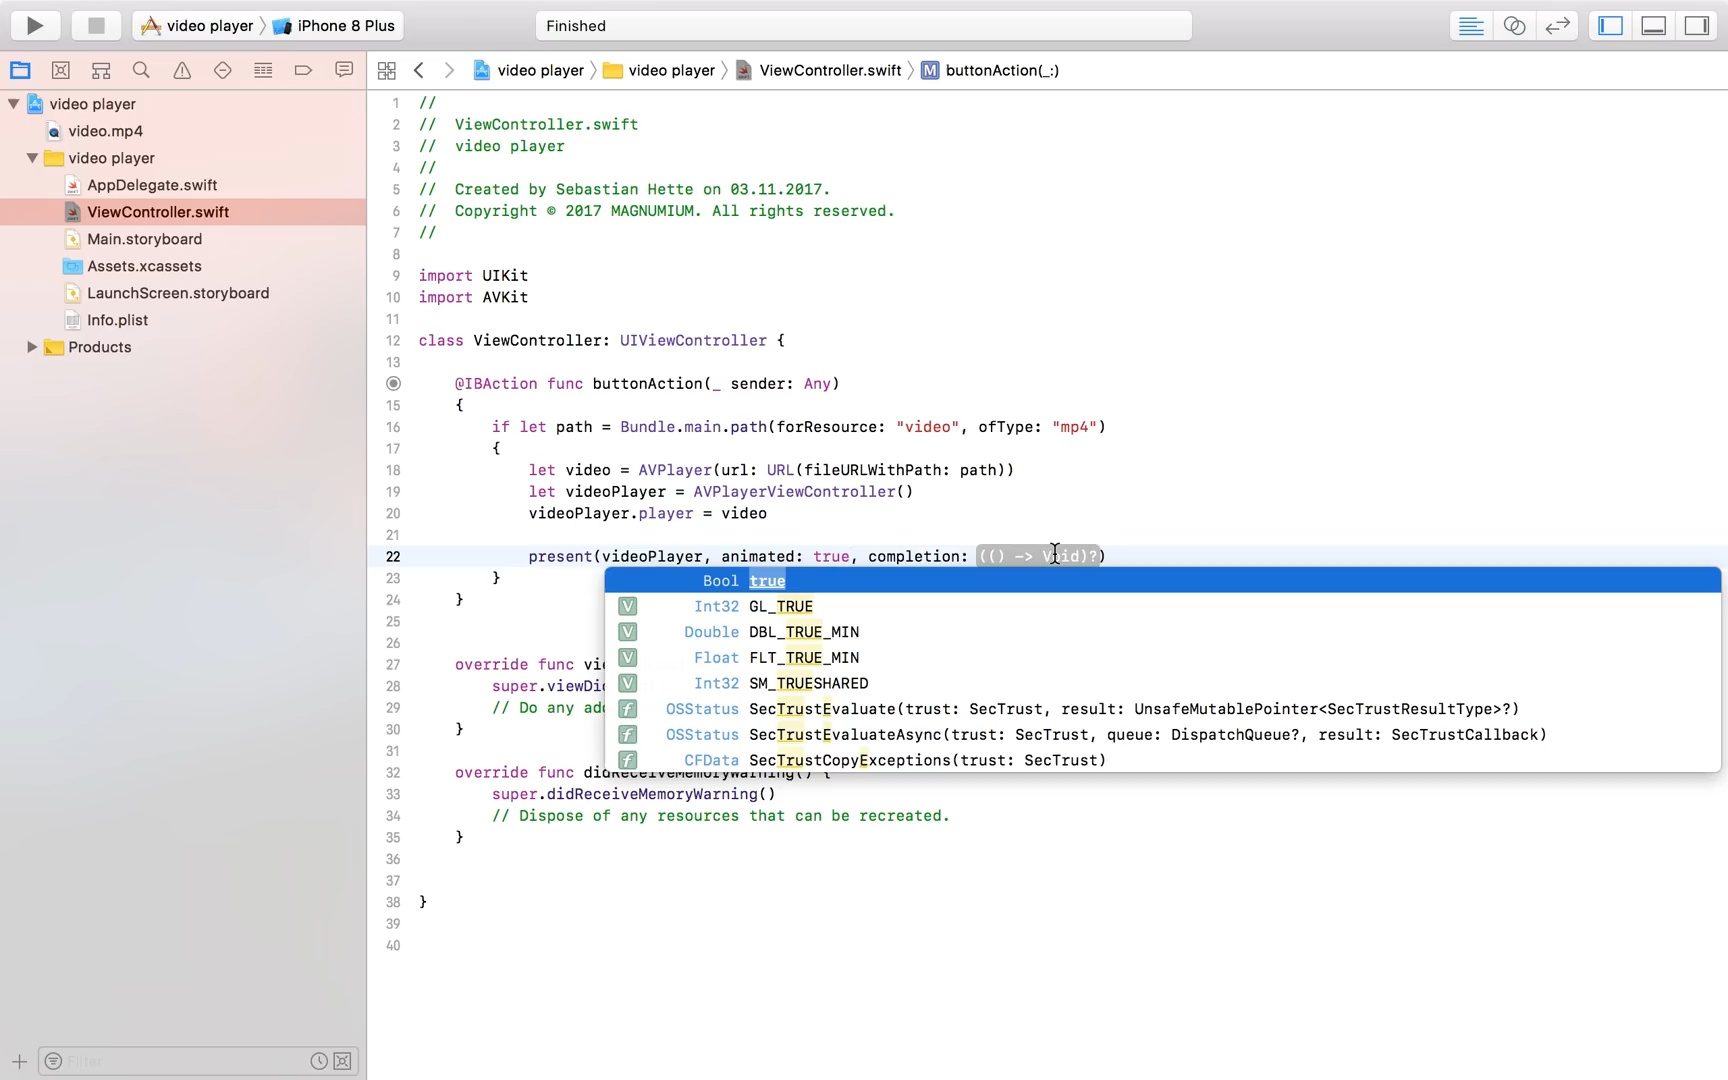 video player iPhone 8 Plus Finished
video player video player ViewController.swift M buttonAction(_:)
video player
video.mp4
video player
AppDelegate.swift
ViewController.swift
Main.storyboard
Assets.xcassets
LaunchScreen.storyboard
Info.plist
Products
Filter
1 //
2 // ViewController.swift
3 // video player
4 //
5 // Created by Sebastian Hette on 03.11.2017.
6 // Copyright © 2017 MAGNUMIUM. All rights reserved.
7 //
8
9 import UIKit
10 import AVKit
11
12 class ViewController: UIViewController {
13
@IBAction func buttonAction(_ sender: Any)
15 {
16 if let path = Bundle.main.path(forResource: "video", ofType: "mp4")
17 {
18 let video = AVPlayer(url: URL(fileURLWithPath: path))
19 let videoPlayer = AVPlayerViewController()
20 videoPlayer.player = video
21
22 present(videoPlayer, animated: true, completion: (() -> Void)?)
23 }
24 }
25
26
27 override func vi
28 super.viewDi
29 // Do any ad
30 }
31
32 override func didReceiveMemoryWarning() {
33 super.didReceiveMemoryWarning()
34 // Dispose of any resources that can be recreated.
35 }
36
37
38 }
39
40
Bool true
V Int32 GL_TRUE
V Double DBL_TRUE_MIN
V Float FLT_TRUE_MIN
V Int32 SM_TRUESHARED
f OSStatus SecTrustEvaluate(trust: SecTrust, result: UnsafeMutablePointer<SecTrustResultType>?)
f OSStatus SecTrustEvaluateAsync(trust: SecTrust, queue: DispatchQueue?, result: SecTrustCallback)
f CFData SecTrustCopyExceptions(trust: SecTrust)